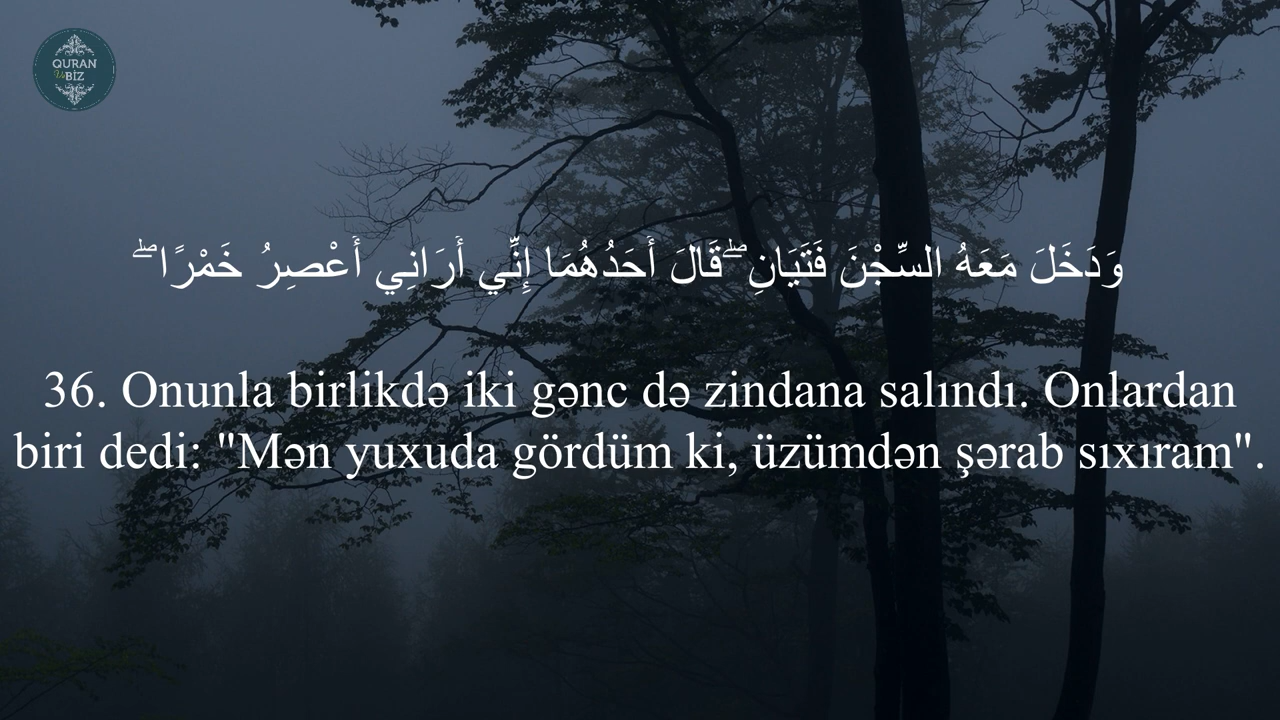 QURAN
Və BİZ
وَدَخَلَ مَعَهُ السِّجْنَ فَتَيَانِ ۖ قَالَ أَحَدُهُمَا إِنِّي أَرَانِي أَعْصِرُ خَمْرًا ۖ
36. Onunla birlikdə iki gənc də zindana salındı. Onlardan
biri dedi: "Mən yuxuda gördüm ki, üzümdən şərab sıxıram".